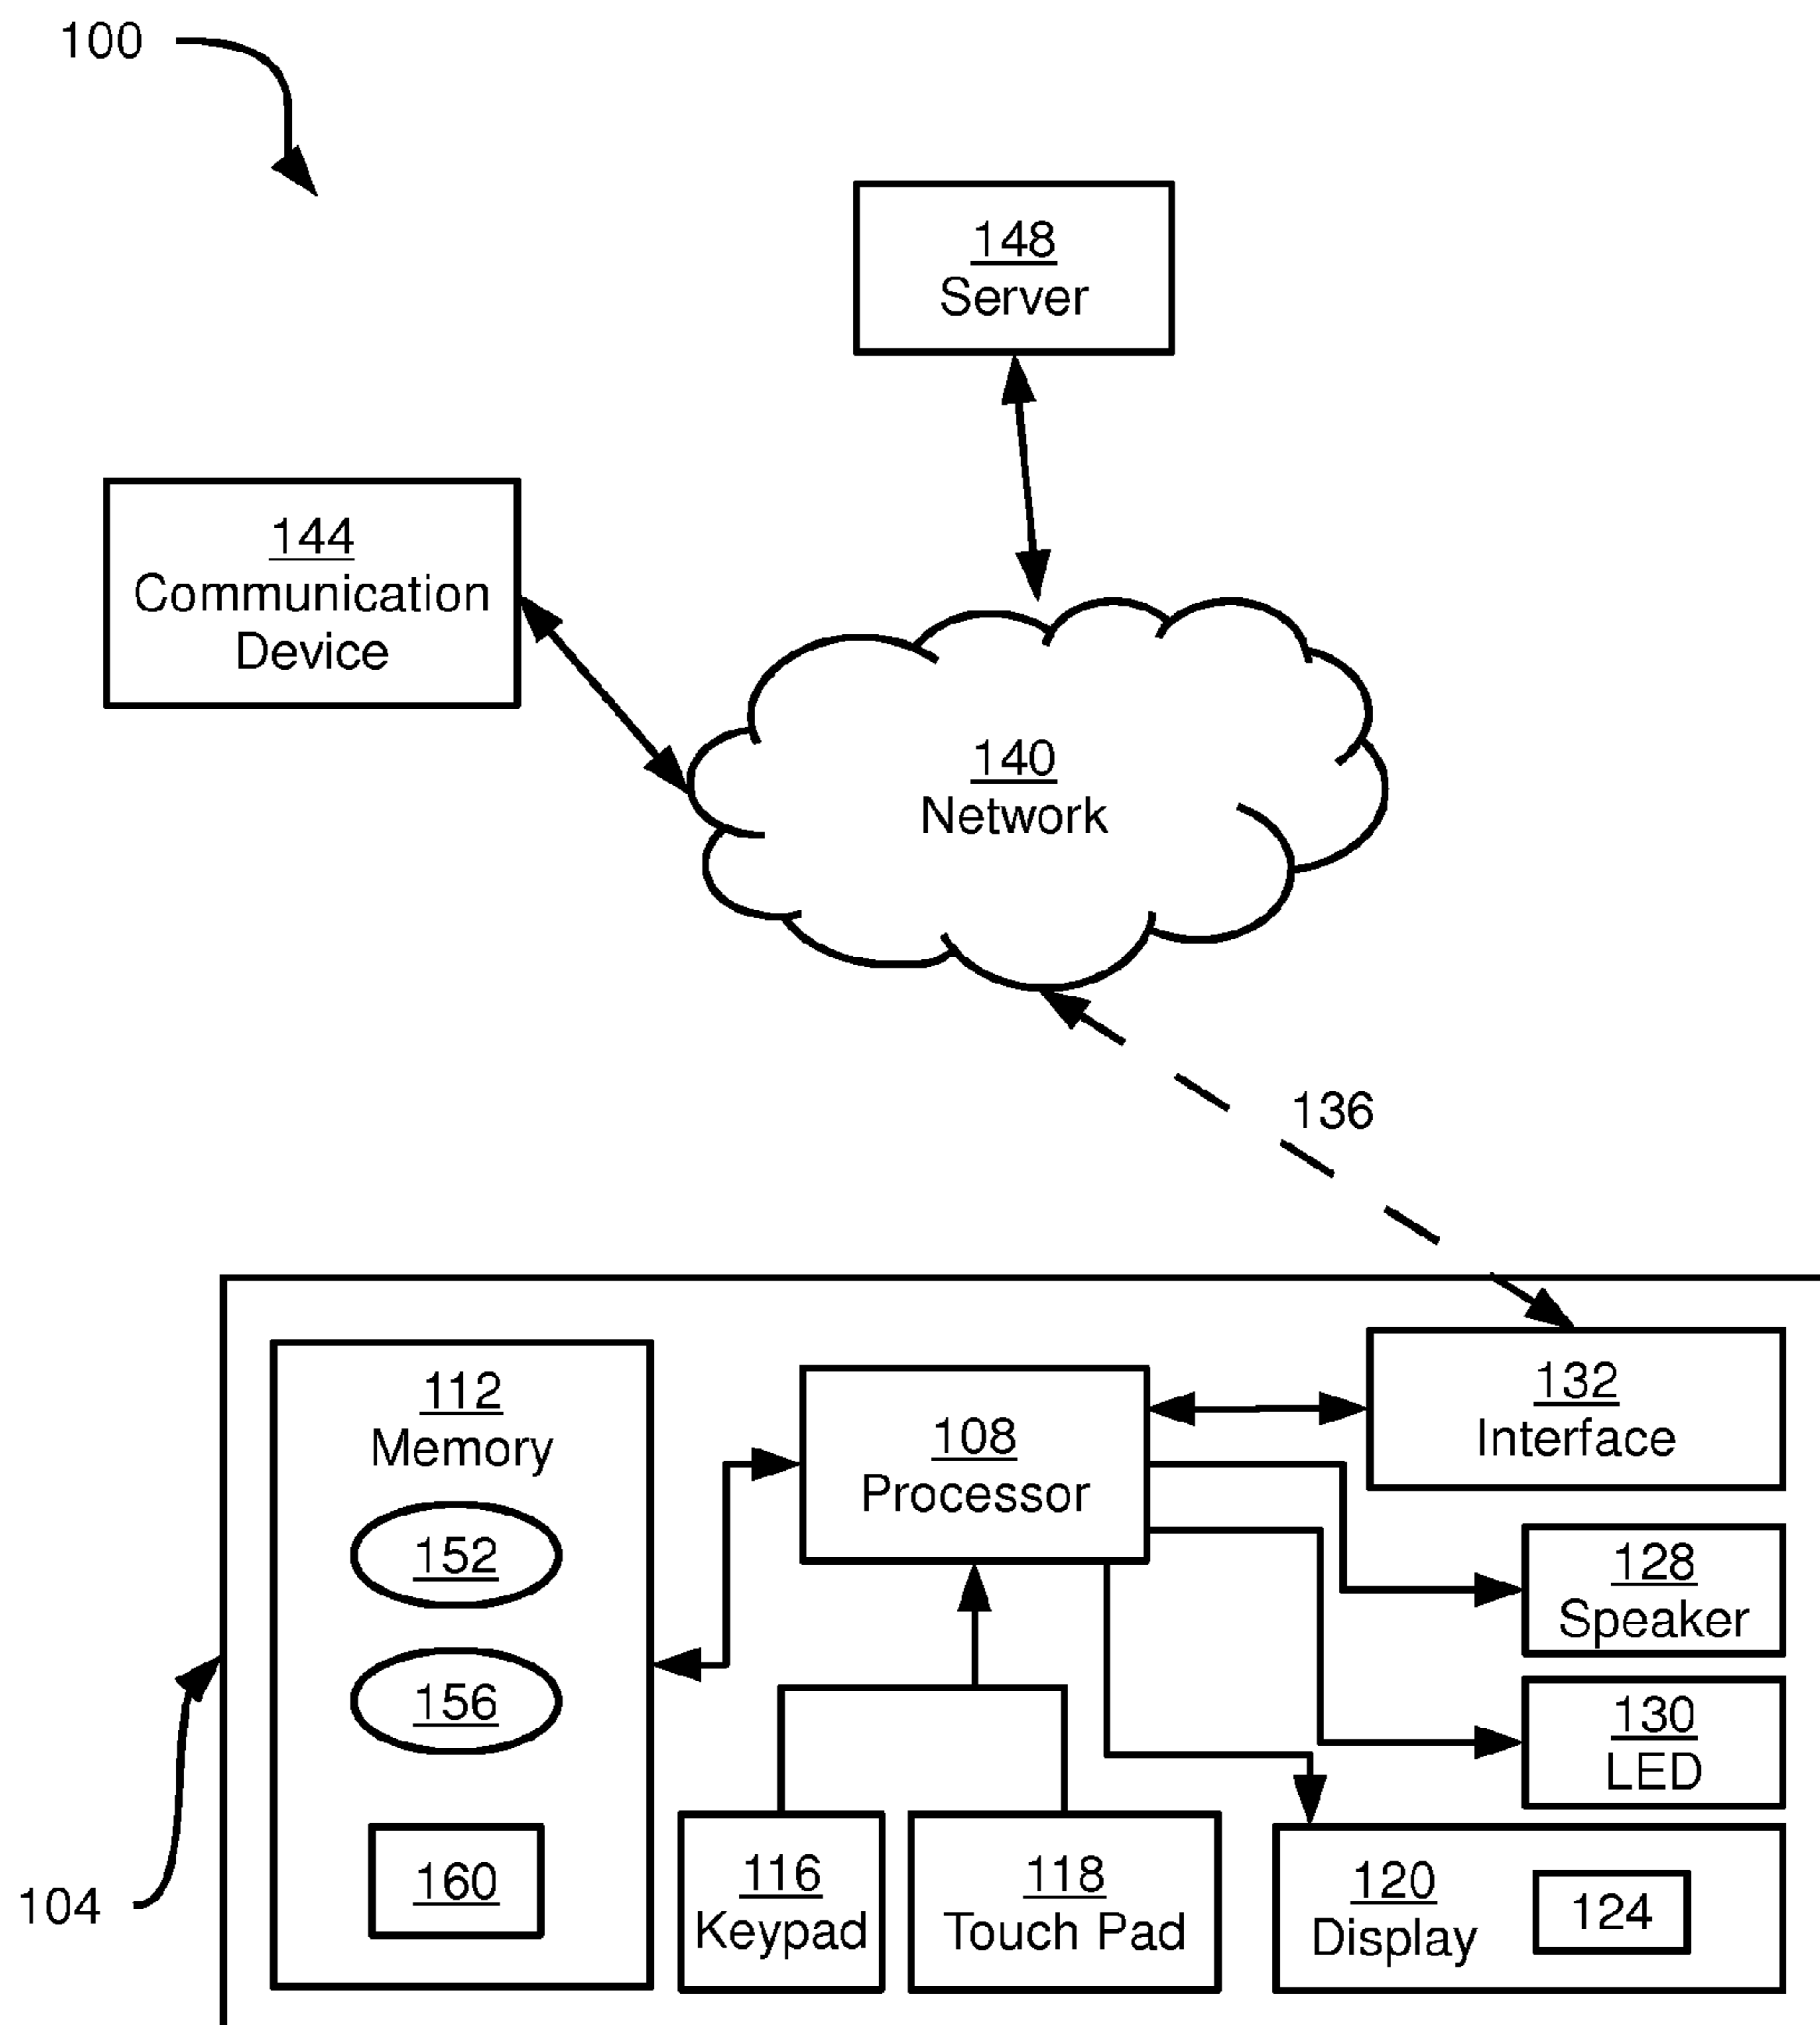 100
148
Server
144
Communication
Device
140
Network
136
112
Memory
152
156
160
108
Processor
132
Interface
128
Speaker
130
LED
116
Keypad
118
Touch Pad
120
Display
124
104